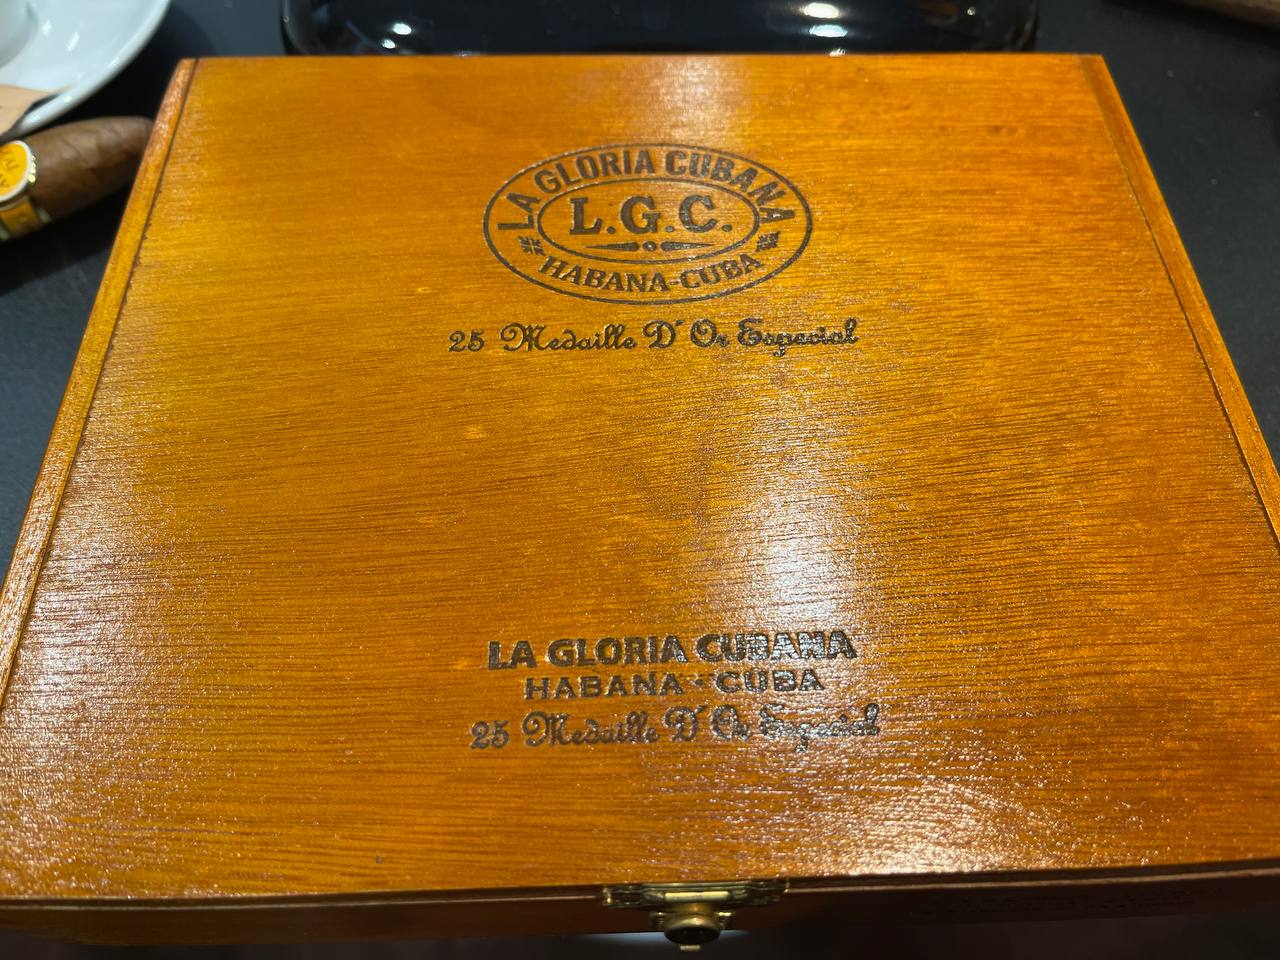 LA GLORIA CUBANA
L.G.C.
HABANA-CUBA
25 Medaille D' Or Especial
LA GLORIA CUBANA
HABANA·CUBA
25 Medaille D' Or Especial